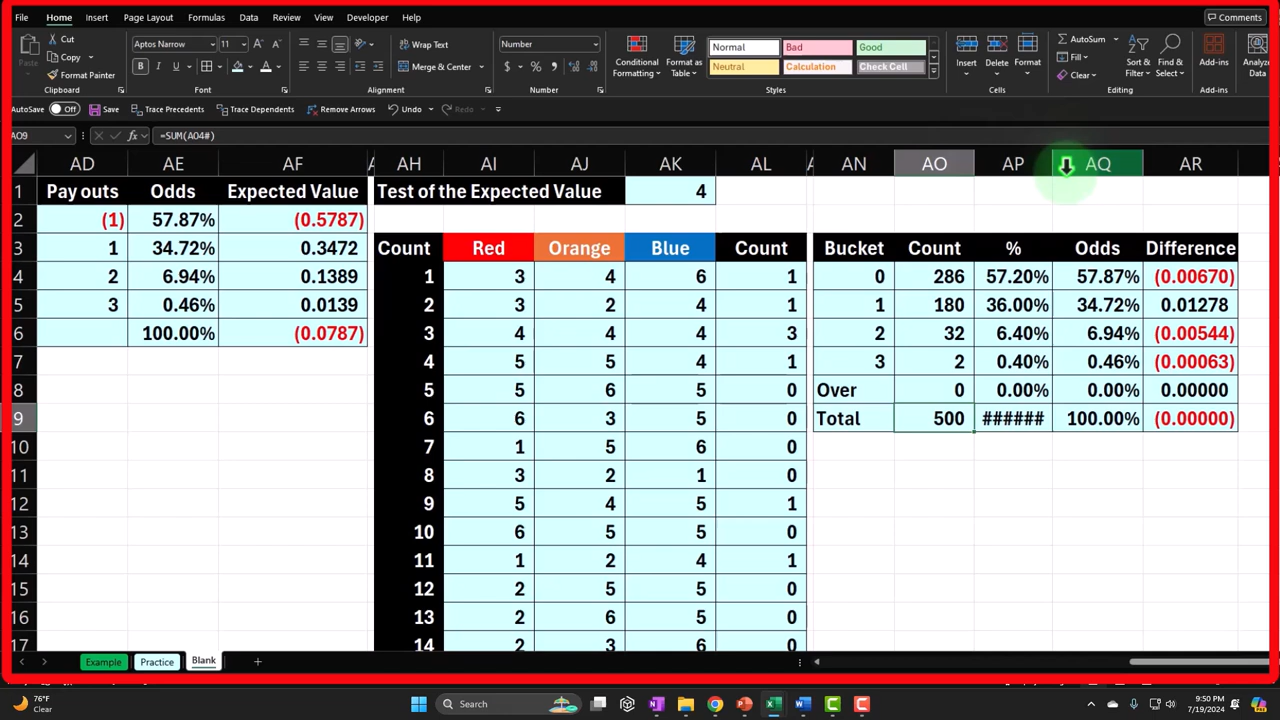 File Home Insert Page Layout Formulas Data Review View Developer Help Comments
Cut Aptos Narrow 11 Wrap Text Number Normal Bad Good AutoSum
Paste Copy Conditional Formatting Format as Table Neutral Calculation Check Cell Insert Delete Format Fill Sort & Filter Find & Select Add-ins Analyze Data
Format Painter B I U Merge & Center $ % Clear
Clipboard Font Alignment Number Styles Cells Editing Add-ins
AutoSave Off Save Trace Precedents Trace Dependents Remove Arrows Undo Redo
AO9 fx =SUM(AO4#)
AD AE AF AH AI AJ AK AL AN AO AP AQ AR
1 Pay outs Odds Expected Value Test of the Expected Value 4
2 (1) 57.87% (0.5787)
3 1 34.72% 0.3472 Count Red Orange Blue Count Bucket Count % Odds Difference
4 2 6.94% 0.1389 1 3 4 6 1 0 286 57.20% 57.87% (0.00670)
5 3 0.46% 0.0139 2 3 2 4 1 1 180 36.00% 34.72% 0.01278
6 100.00% (0.0787) 3 4 4 4 3 2 32 6.40% 6.94% (0.00544)
7 4 5 5 4 1 3 2 0.40% 0.46% (0.00063)
8 5 5 6 5 0 Over 0 0.00% 0.00% 0.00000
9 6 6 3 5 0 Total 500 ###### 100.00% (0.00000)
10 7 1 5 6 0
11 8 3 2 1 0
12 9 5 4 5 1
13 10 6 5 5 0
14 11 1 2 4 1
15 12 2 5 5 0
16 13 2 6 5 0
17 14 2 3 6 0
Example Practice Blank
76°F
Clear
Search
9:50 PM
7/19/2024